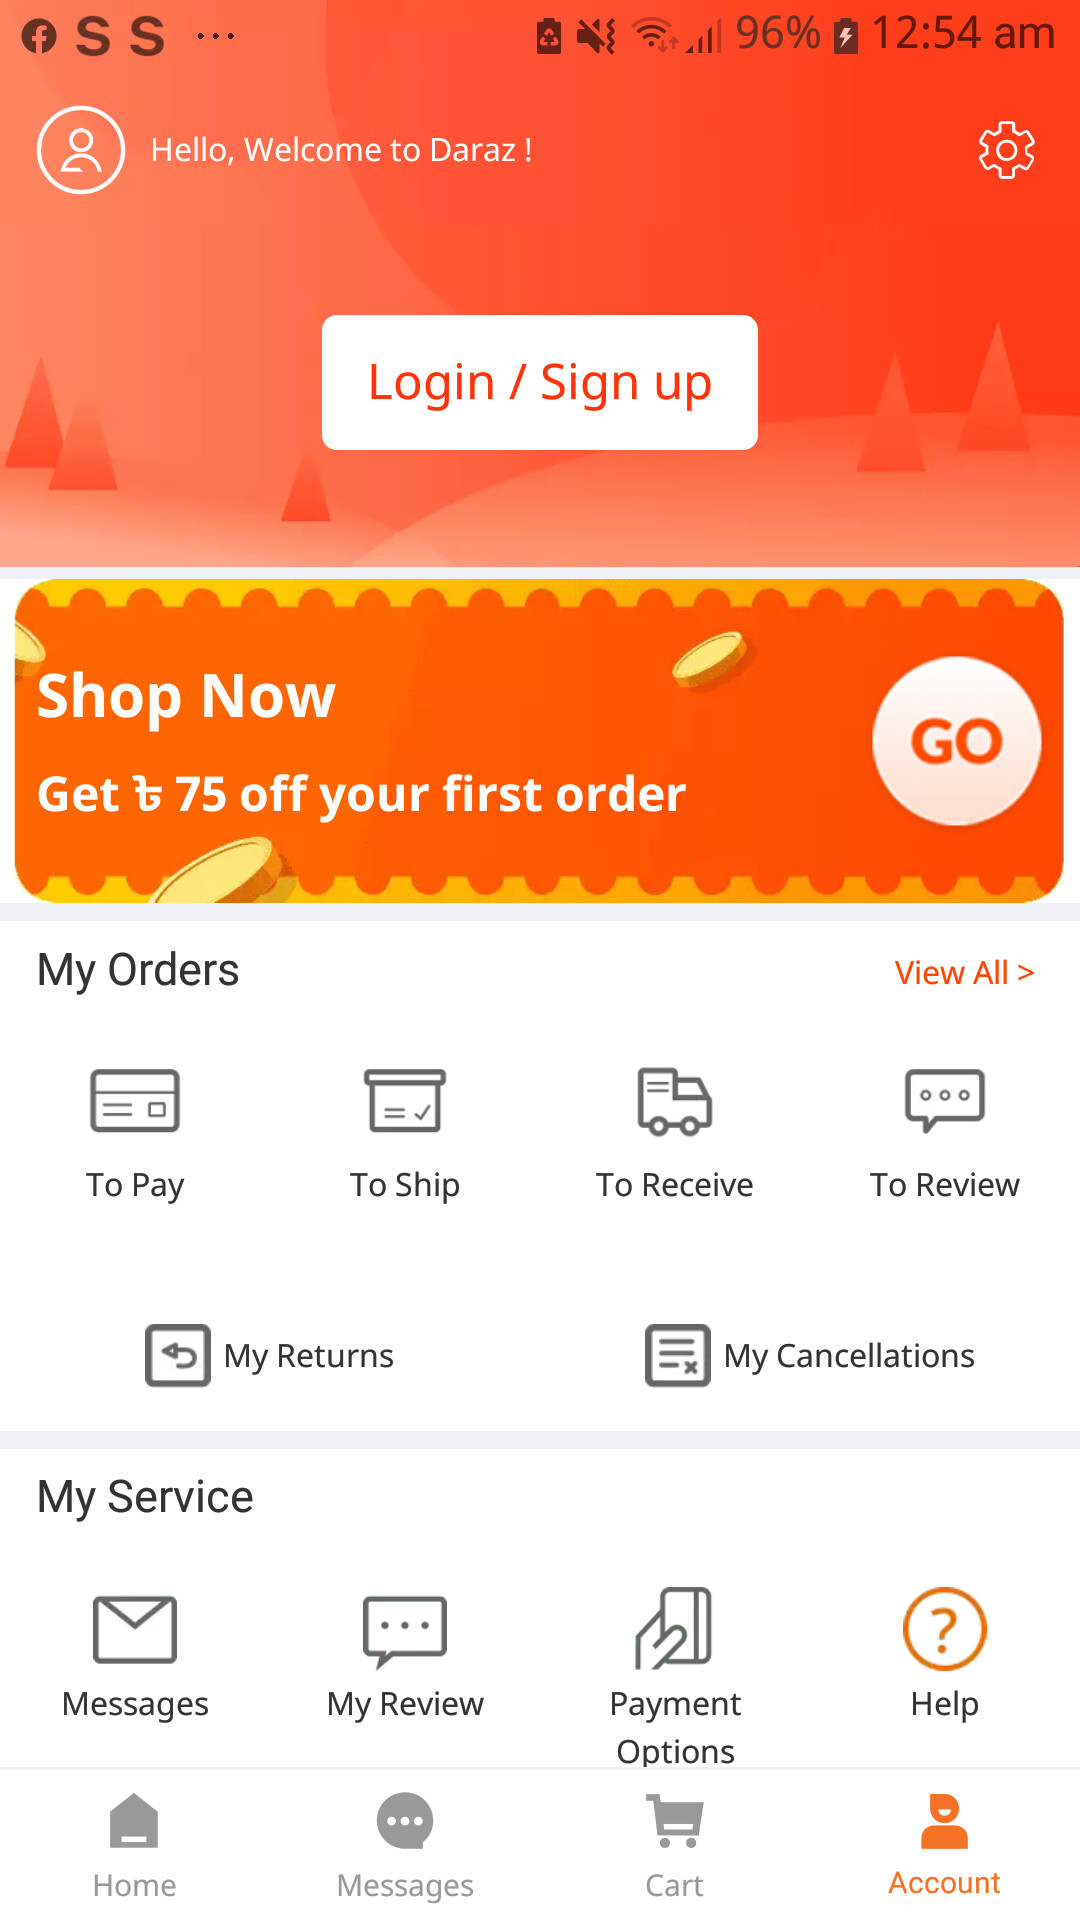 S S ... 96% 12:54 am
Hello, Welcome to Daraz !
Login / Sign up
Shop Now
GO
Get ৳ 75 off your first order
My Orders
View All >
To Pay To Ship To Receive To Review
My Returns My Cancellations
My Service
Messages My Review Payment Options Help
Home Messages Cart Account